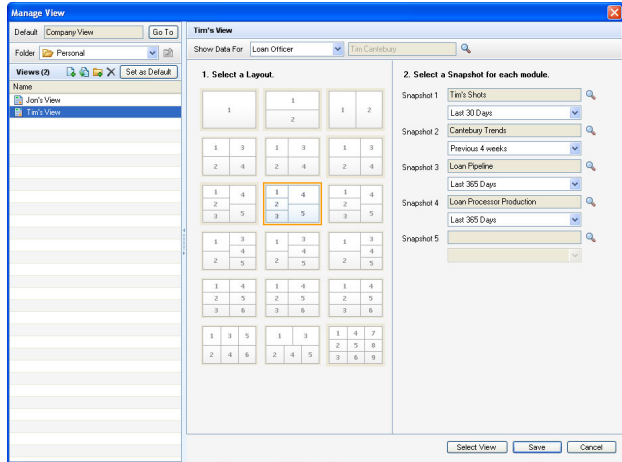 Manage View
Default Company View Go To
Folder Personal
Views (2) Set as Default
Name
Jon's View
Tim's View
Tim's View
Show Data For Loan Officer Tim Cantebury
1. Select a Layout.
1
1
2
1 2
1 3
2 4
1 3
2 4
1 3
2 4
1 4
2
3 5
1 4
2
3 5
1 4
2
3 5
1 3
4
2 5
1 3
4
2 5
1 3
4
2 5
1 4
2 5
3 6
1 4
2 5
3 6
1 4
2 5
3 6
1 3 5
2 4 6
1 3
2 4 5
1 4 7
2 5 8
3 6 9
2. Select a Snapshot for each module.
Snapshot 1 Tim's Shots
Last 30 Days
Snapshot 2 Cantebury Trends
Previous 4 weeks
Snapshot 3 Loan Pipeline
Last 365 Days
Snapshot 4 Loan Processor Production
Last 365 Days
Snapshot 5
Select View Save Cancel